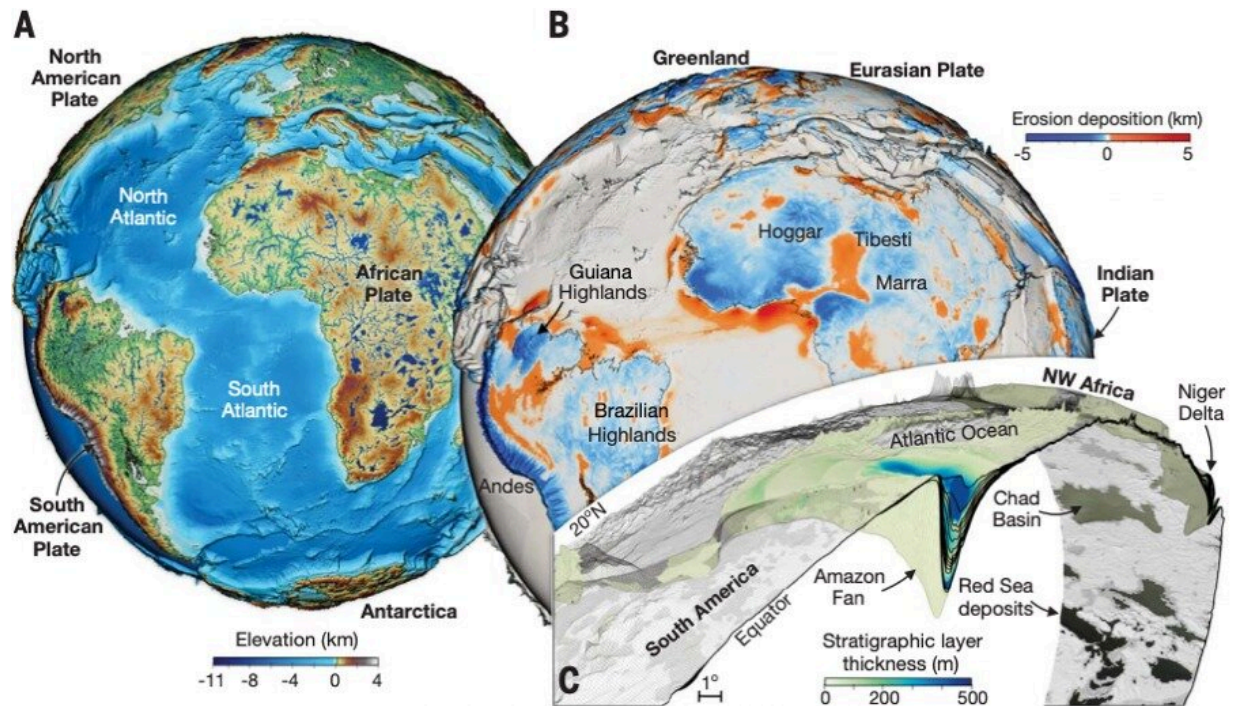 A
North
American
Plate
North
Atlantic
African
Plate
South
Atlantic
South
American
Plate
Antarctica
Elevation (km)
-11 -8 -4 0 4
B
Greenland
Eurasian Plate
Erosion deposition (km)
-5 0 5
Hoggar
Tibesti
Marra
Guiana
Highlands
Indian
Plate
Brazilian
Highlands
Andes
20°N
NW Africa
Niger
Delta
Atlantic Ocean
Chad
Basin
Amazon
Fan
Red Sea
deposits
South America
Equator
Stratigraphic layer
thickness (m)
0 200 500
C
1°